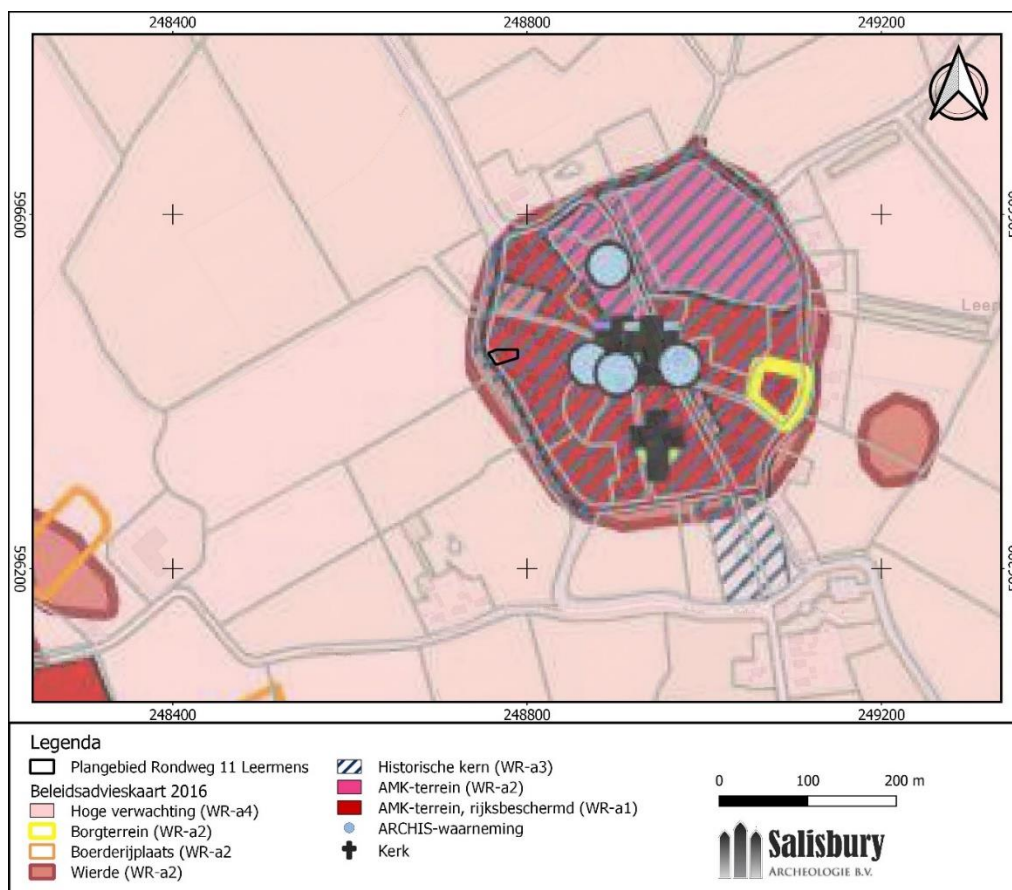 248400 248800 249200
596600 596600
Leer
596200 596200
248400 248800 249200
Legenda
Plangebied Rondweg 11 Leermens
Beleidsadvieskaart 2016
Hoge verwachting (WR-a4)
Borgterrein (WR-a2)
Boerderijplaats (WR-a2
Wierde (WR-a2)
Historische kern (WR-a3)
AMK-terrein (WR-a2)
AMK-terrein, rijksbeschermd (WR-a1)
ARCHIS-waarneming
Kerk
0 100 200 m
Salisbury
ARCHEOLOGIE B.V.